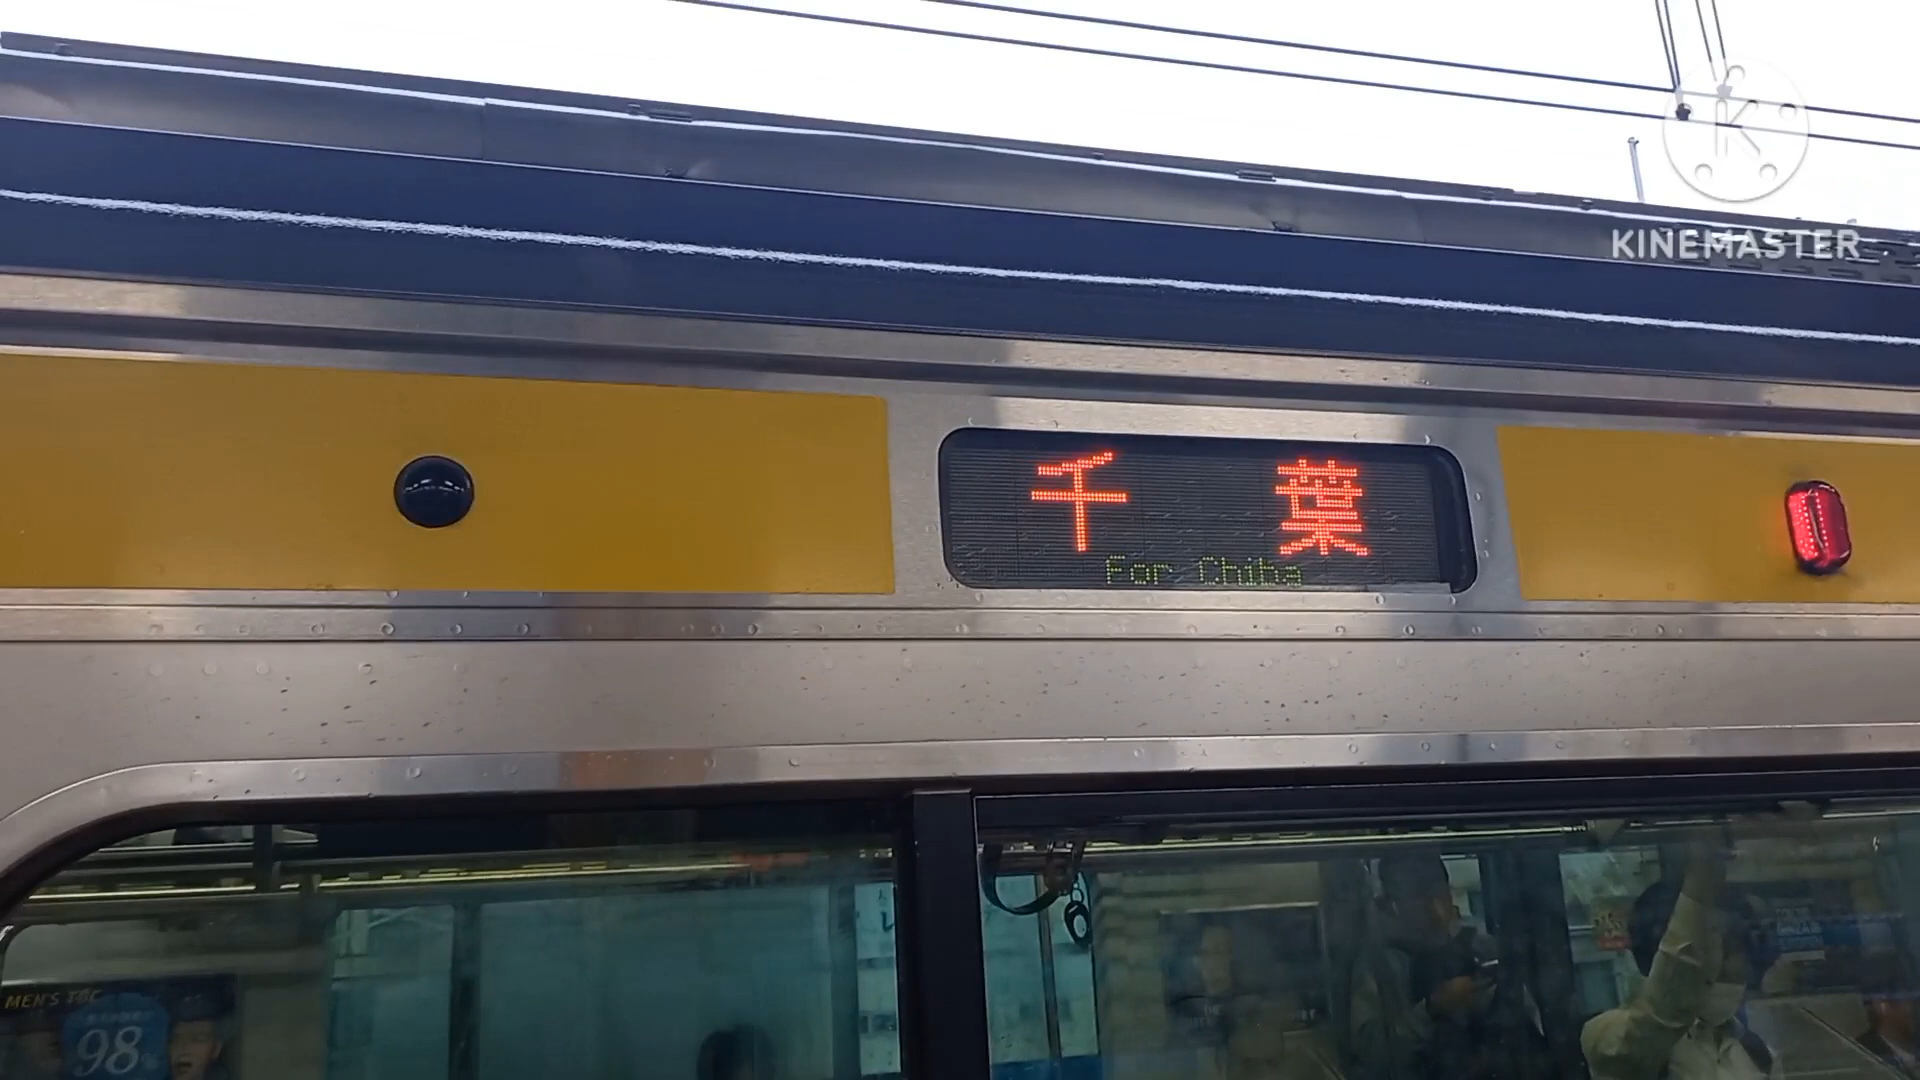 KINEMASTER
千 葉
For Chiba
MEN'S TBC
98%